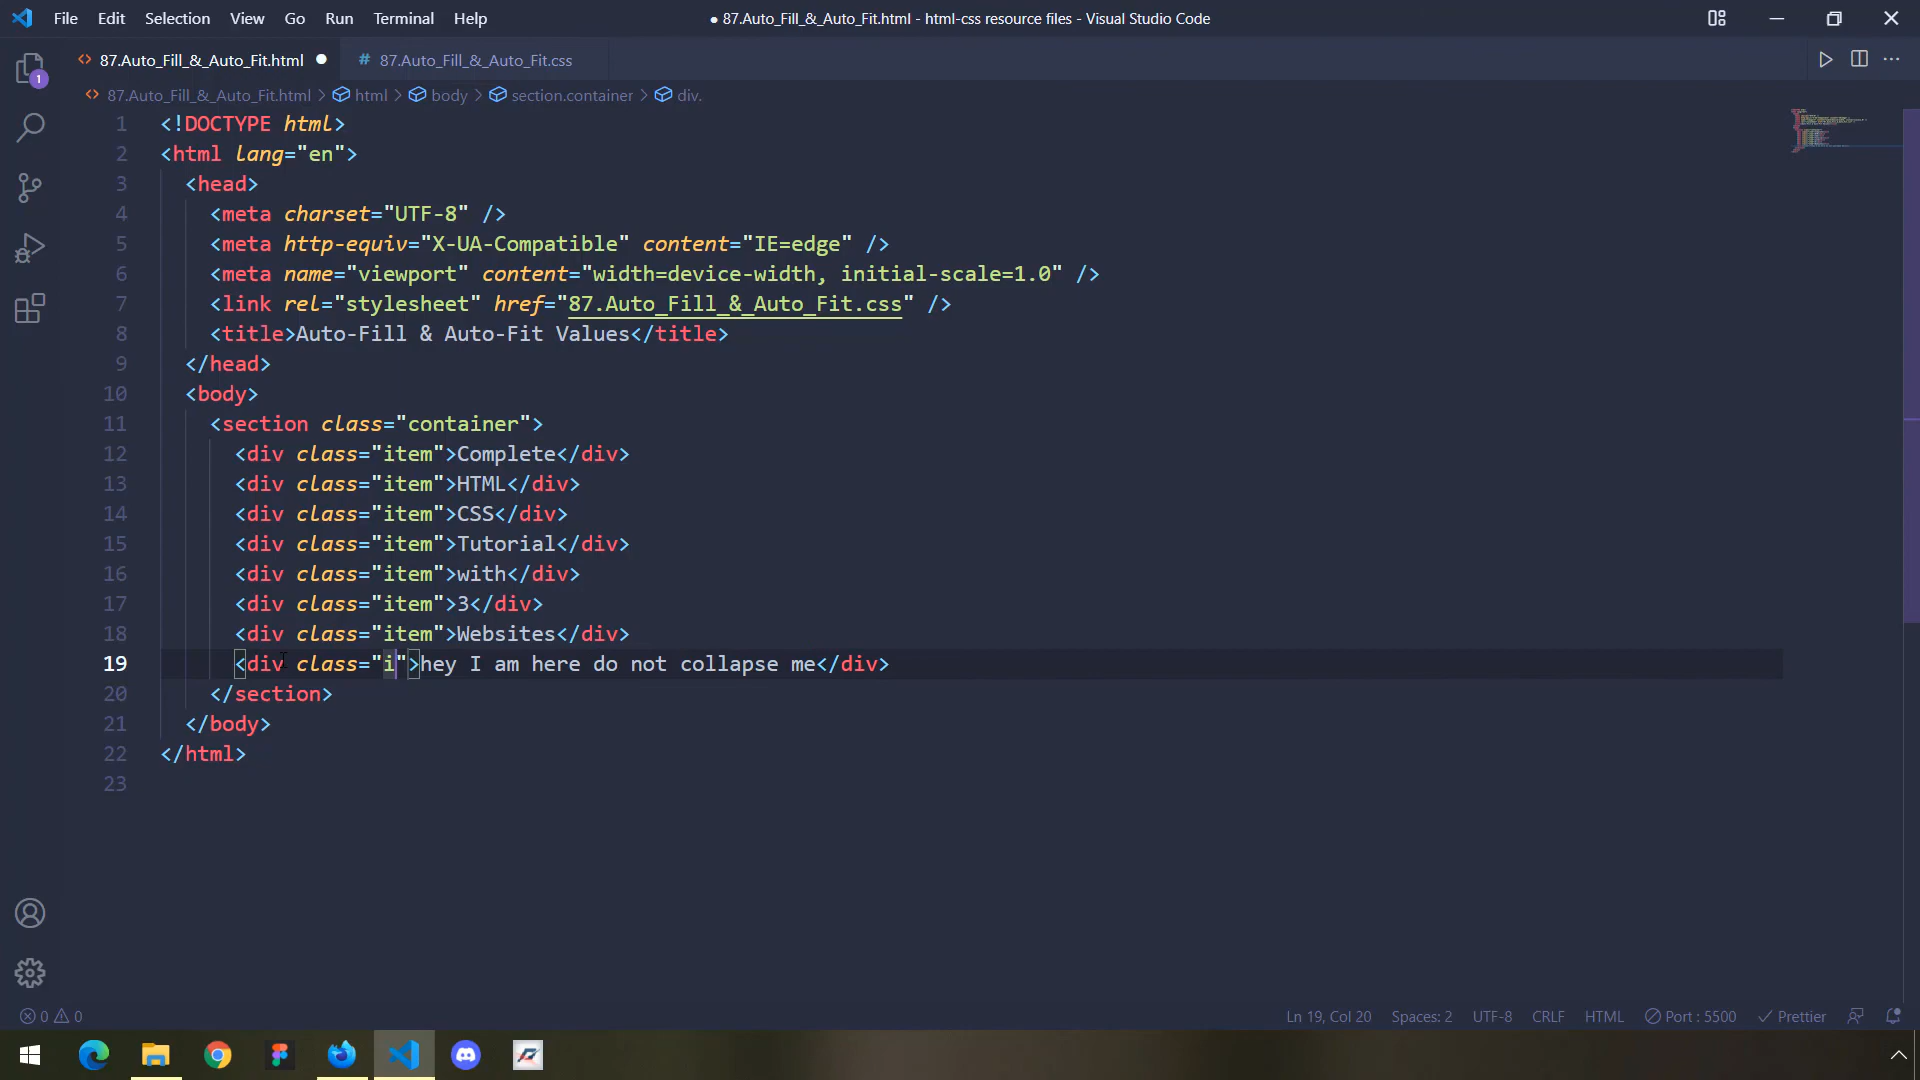 File Edit Selection View Go Run Terminal Help ● 87.Auto_Fill_&_Auto_Fit.html - html-css resource files - Visual Studio Code
<> 87.Auto_Fill_&_Auto_Fit.html ● # 87.Auto_Fill_&_Auto_Fit.css
1
<> 87.Auto_Fill_&_Auto_Fit.html > html > body > section.container > div.
1 <!DOCTYPE html>
2 <html lang="en">
3 <head>
4 <meta charset="UTF-8" />
5 <meta http-equiv="X-UA-Compatible" content="IE=edge" />
6 <meta name="viewport" content="width=device-width, initial-scale=1.0" />
7 <link rel="stylesheet" href="87.Auto_Fill_&_Auto_Fit.css" />
8 <title>Auto-Fill & Auto-Fit Values</title>
9 </head>
10 <body>
11 <section class="container">
12 <div class="item">Complete</div>
13 <div class="item">HTML</div>
14 <div class="item">CSS</div>
15 <div class="item">Tutorial</div>
16 <div class="item">with</div>
17 <div class="item">3</div>
18 <div class="item">Websites</div>
19 <div class="i">hey I am here do not collapse me</div>
20 </section>
21 </body>
22 </html>
23
0 0 Ln 19, Col 20 Spaces: 2 UTF-8 CRLF HTML Port : 5500 Prettier